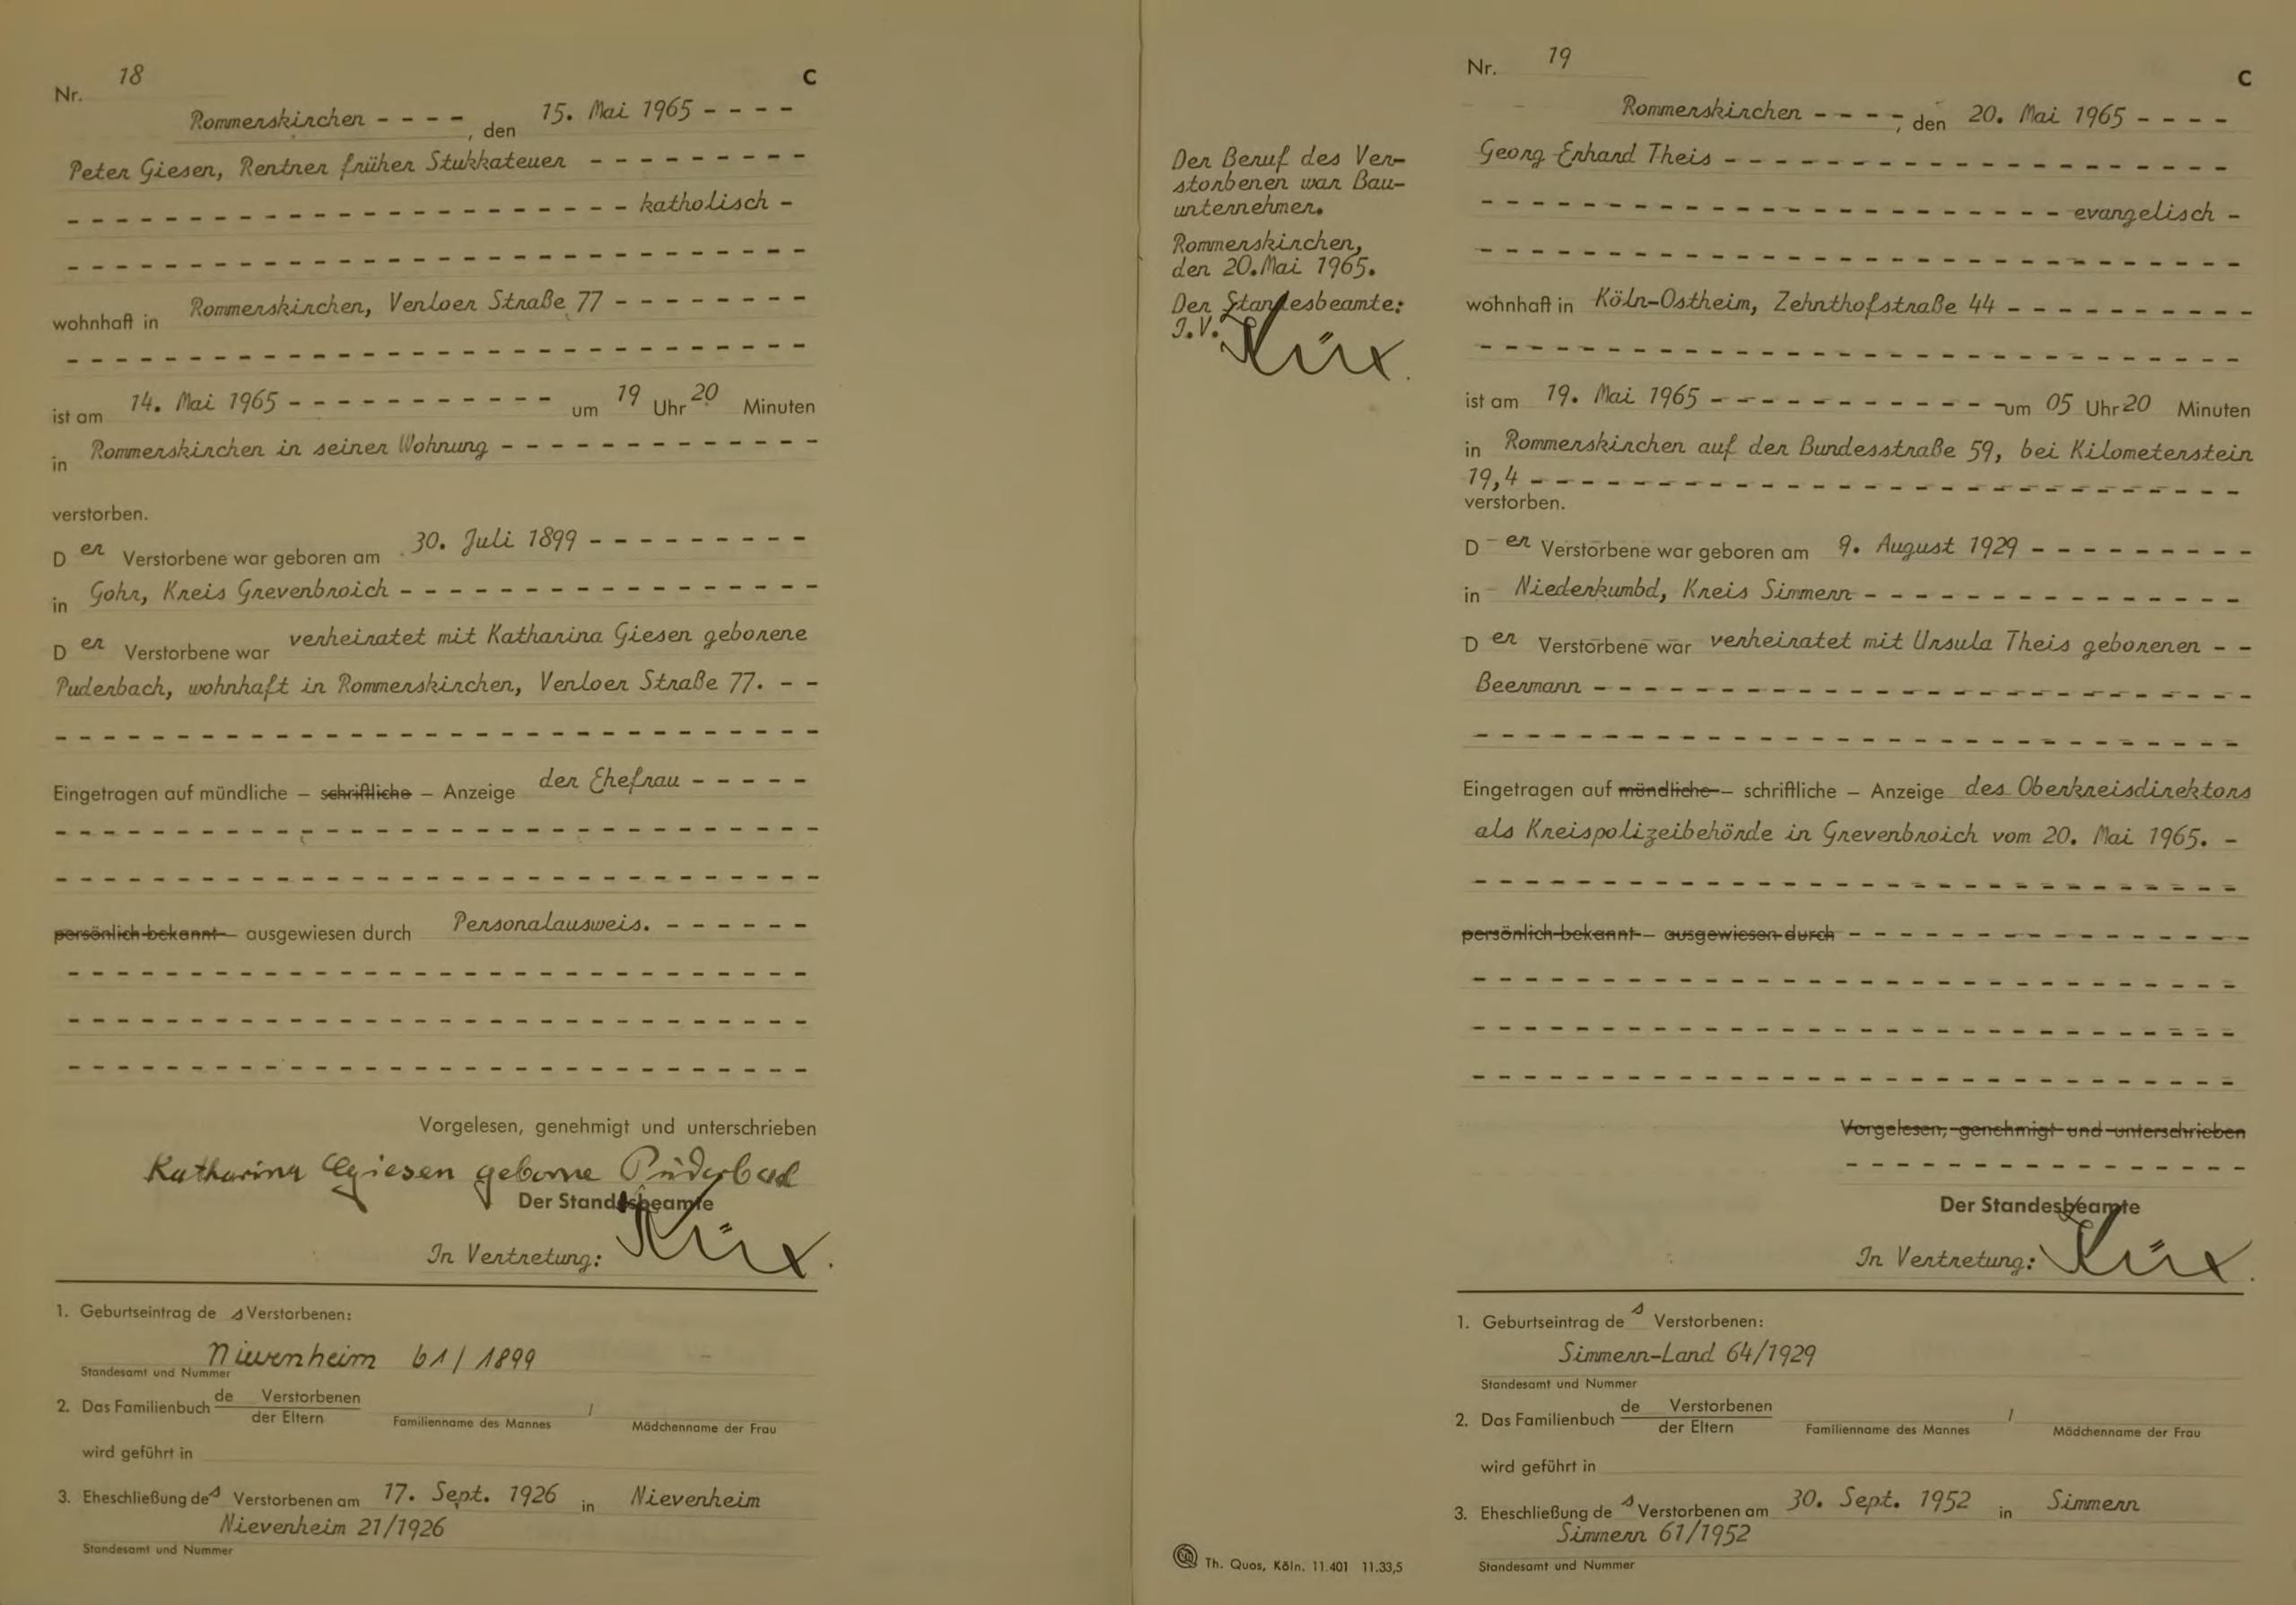 Nr. 18 C
Rommerskirchen - - - - , den 15. Mai 1965 - - - -
Peter Giesen, Rentner früher Stukkateuer - - - - - - - - -
- - - - - - - - - - - - - - - - - - - - - - - katholisch -
wohnhaft in Rommerskirchen, Venloer Straße 77 - - - - - - - -
ist am 14. Mai 1965 - - - - - - - - - - - um 19 Uhr 20 Minuten
in Rommerskirchen in seiner Wohnung - - - - - - - - - - - - -
verstorben.
D er Verstorbene war geboren am 30. Juli 1899 - - - - - - - - -
in Gohr, Kreis Grevenbroich - - - - - - - - - - - - - - - - -
D er Verstorbene war verheiratet mit Katharina Giesen geborene
Puderbach, wohnhaft in Rommerskirchen, Venloer Straße 77. - -
Eingetragen auf mündliche – schriftliche – Anzeige der Ehefrau - - - - -
persönlich bekannt – ausgewiesen durch Personalausweis. - - - - - -
Vorgelesen, genehmigt und unterschrieben
Katharina Giesen geborne Püderbach
Der Standesbeamte
In Vertretung: Küx.
1. Geburtseintrag des Verstorbenen:
Nievenheim 61/1899
Standesamt und Nummer
2. Das Familienbuch de Verstorbenen
der Eltern Familienname des Mannes / Mädchenname der Frau
wird geführt in
3. Eheschließung des Verstorbenen am 17. Sept. 1926 in Nievenheim
Nievenheim 21/1926
Standesamt und Nummer
Der Beruf des Ver-
storbenen war Bau-
unternehmer.
Rommerskirchen,
den 20.Mai 1965.
Der Standesbeamte:
J.V. Küx.
Nr. 19 C
Rommerskirchen - - - - , den 20. Mai 1965 - - - -
Georg Erhard Theis - - - - - - - - - - - - - - - - - - - -
- - - - - - - - - - - - - - - - - - - - - - - evangelisch -
wohnhaft in Köln-Ostheim, Zehnthofstraße 44 - - - - - - - - - -
ist am 19. Mai 1965 - - - - - - - - - - - - um 05 Uhr 20 Minuten
in Rommerskirchen auf der Bundesstraße 59, bei Kilometerstein
19,4 - - - - - - - - - - - - - - - - - - - - - - - - - - - -
verstorben.
D er Verstorbene war geboren am 9. August 1929 - - - - - - - - -
in Niederkumbd, Kreis Simmern - - - - - - - - - - - - - - -
D er Verstorbene war verheiratet mit Ursula Theis geborenen - -
Beermann - - - - - - - - - - - - - - - - - - - - - - - - - -
Eingetragen auf mündliche – schriftliche – Anzeige des Oberkreisdirektors
als Kreispolizeibehörde in Grevenbroich vom 20. Mai 1965. -
persönlich bekannt – ausgewiesen durch - - - - - - - - - - - - - - - -
Vorgelesen, genehmigt und unterschrieben
Der Standesbeamte
In Vertretung: Küx.
1. Geburtseintrag des Verstorbenen:
Simmern-Land 64/1929
Standesamt und Nummer
2. Das Familienbuch de Verstorbenen
der Eltern Familienname des Mannes / Mädchenname der Frau
wird geführt in
3. Eheschließung des Verstorbenen am 30. Sept. 1952 in Simmern
Simmern 61/1952
Standesamt und Nummer
Th. Quos, Köln. 11.401 11.33,5